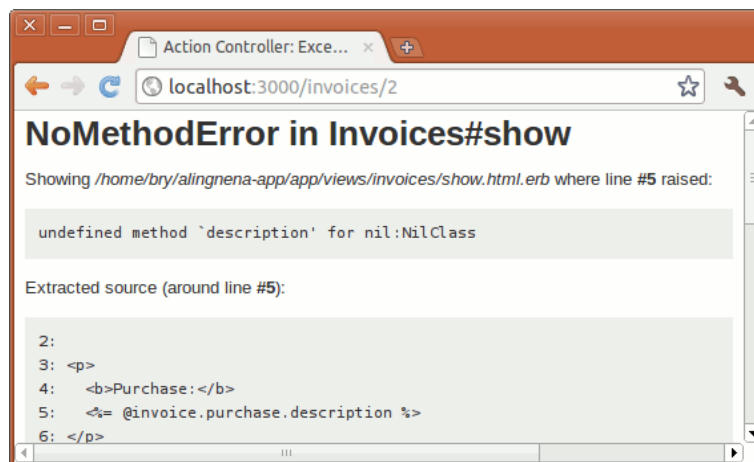 Action Controller: Exce...
localhost:3000/invoices/2
NoMethodError in Invoices#show
Showing /home/bry/alingnena-app/app/views/invoices/show.html.erb where line #5 raised:
undefined method `description' for nil:NilClass
Extracted source (around line #5):
2:
3: <p>
4:   <b>Purchase:</b>
5:   <%= @invoice.purchase.description %>
6: </p>